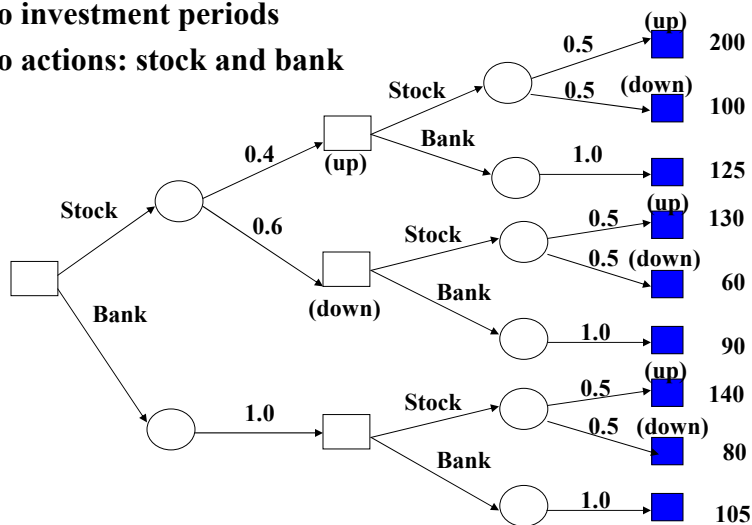 o investment periods
o actions: stock and bank
(up)
0.5
200
Stock
0.5
(down)
100
0.4
(up)
Bank
1.0
125
Stock
0.6
Stock
0.5
(up)
130
0.5
(down)
60
(down)
Bank
1.0
90
Bank
(up)
1.0
Stock
0.5
140
0.5
(down)
80
Bank
1.0
105